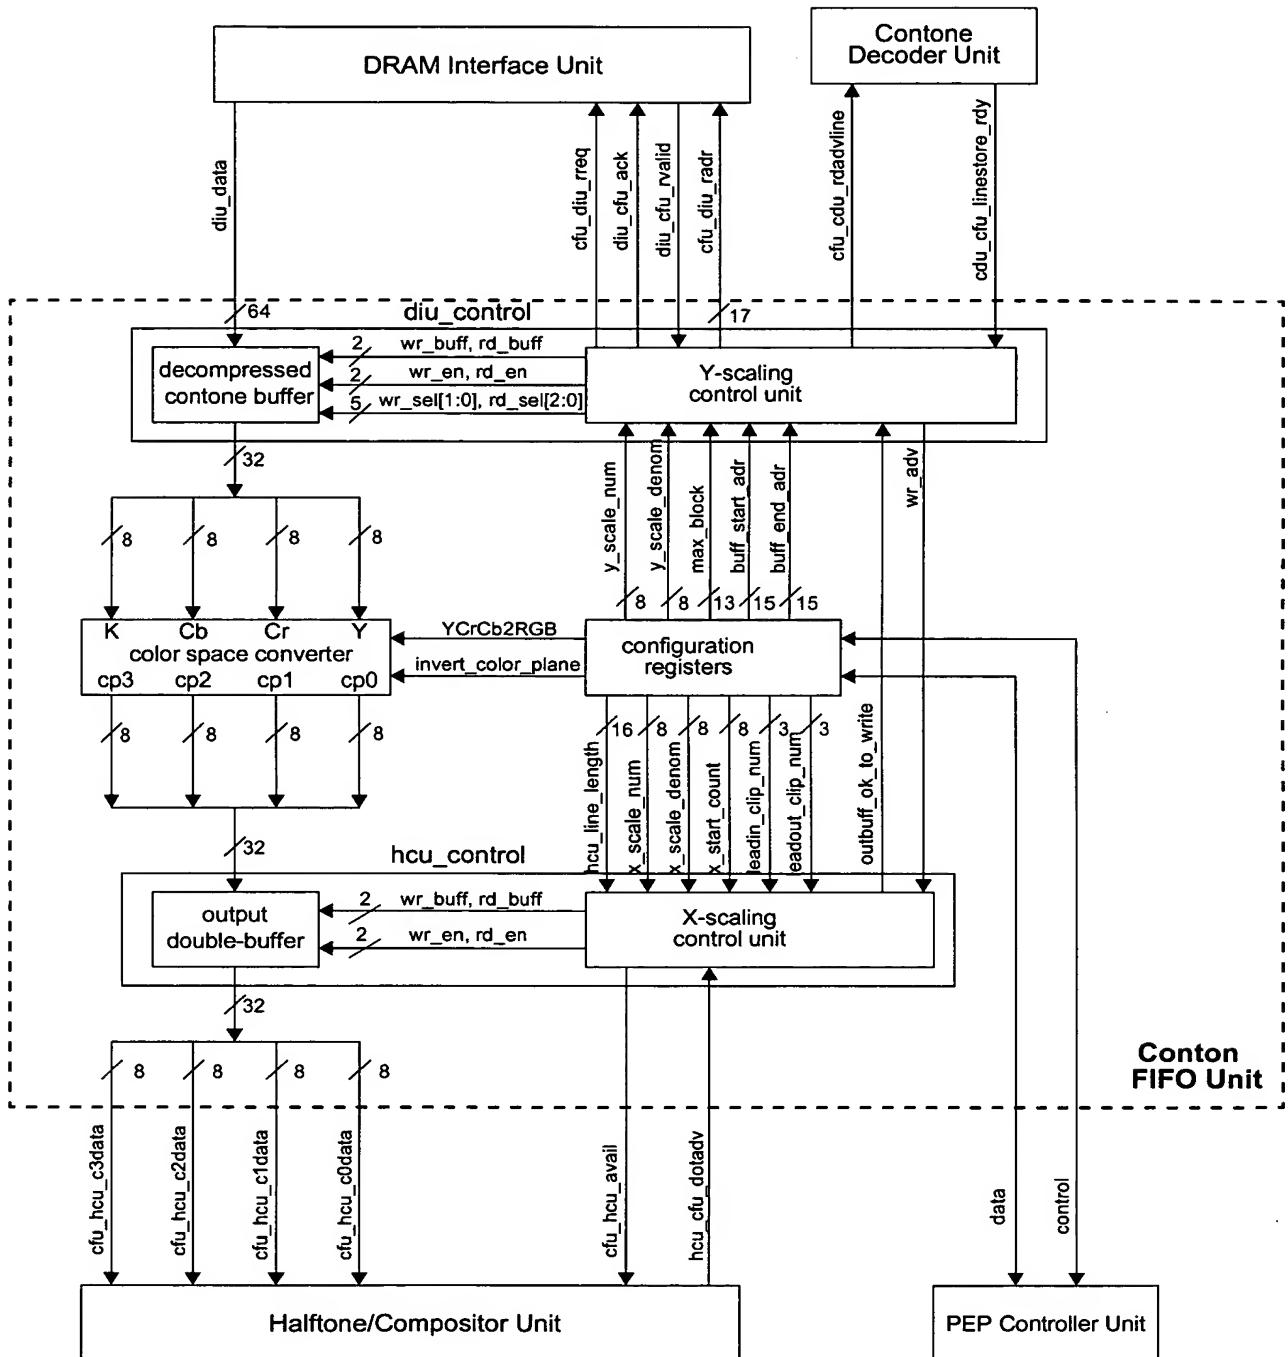 DRAM Interface Unit
Contone
Decoder Unit
diu_data
cfu_diu_rreq
diu_cfu_ack
diu_cfu_rvalid
cfu_diu_radr
cfu_cdu_rdadvline
cdu_cfu_linestore_rdy
64
diu_control
17
decompressed
contone buffer
2
wr_buff, rd_buff
2
wr_en, rd_en
5
wr_sel[1:0], rd_sel[2:0]
Y-scaling
control unit
32
8
8
8
8
y_scale_num
y_scale_denom
max_block
buff_start_adr
buff_end_adr
wr_adv
8
8
13
15
15
K
Cb
Cr
Y
color space converter
cp3
cp2
cp1
cp0
YCrCb2RGB
invert_color_plane
configuration
registers
8
8
8
8
16
8
8
8
3
3
hcu_line_length
x_scale_num
x_scale_denom
x_start_count
leadin_clip_num
leadout_clip_num
outbuff_ok_to_write
32
hcu_control
output
double-buffer
2
wr_buff, rd_buff
2
wr_en, rd_en
X-scaling
control unit
32
8
8
8
8
Conton
FIFO Unit
cfu_hcu_c3data
cfu_hcu_c2data
cfu_hcu_c1data
cfu_hcu_c0data
cfu_hcu_avail
hcu_cfu_dotadv
data
control
Halftone/Compositor Unit
PEP Controller Unit